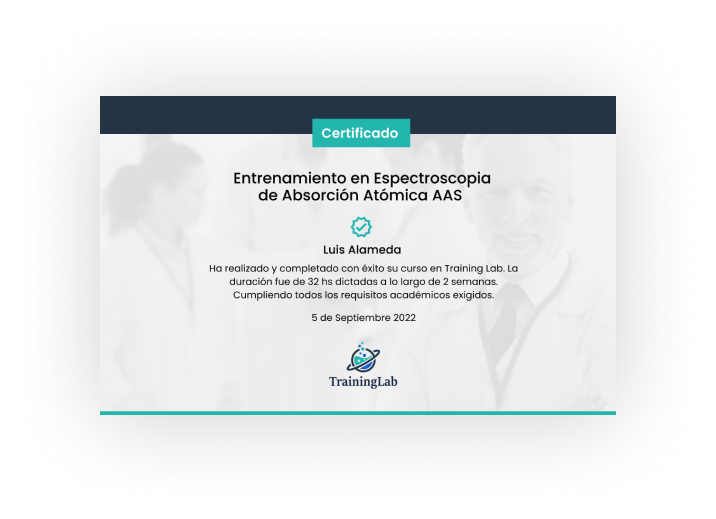 Certificado
Entrenamiento en Espectroscopia
de Absorción Atómica AAS
Luis Alameda
Ha realizado y completado con éxito su curso en Training Lab. La
duración fue de 32 hs dictadas a lo largo de 2 semanas.
Cumpliendo todos los requisitos académicos exigidos.
5 de Septiembre 2022
TrainingLab